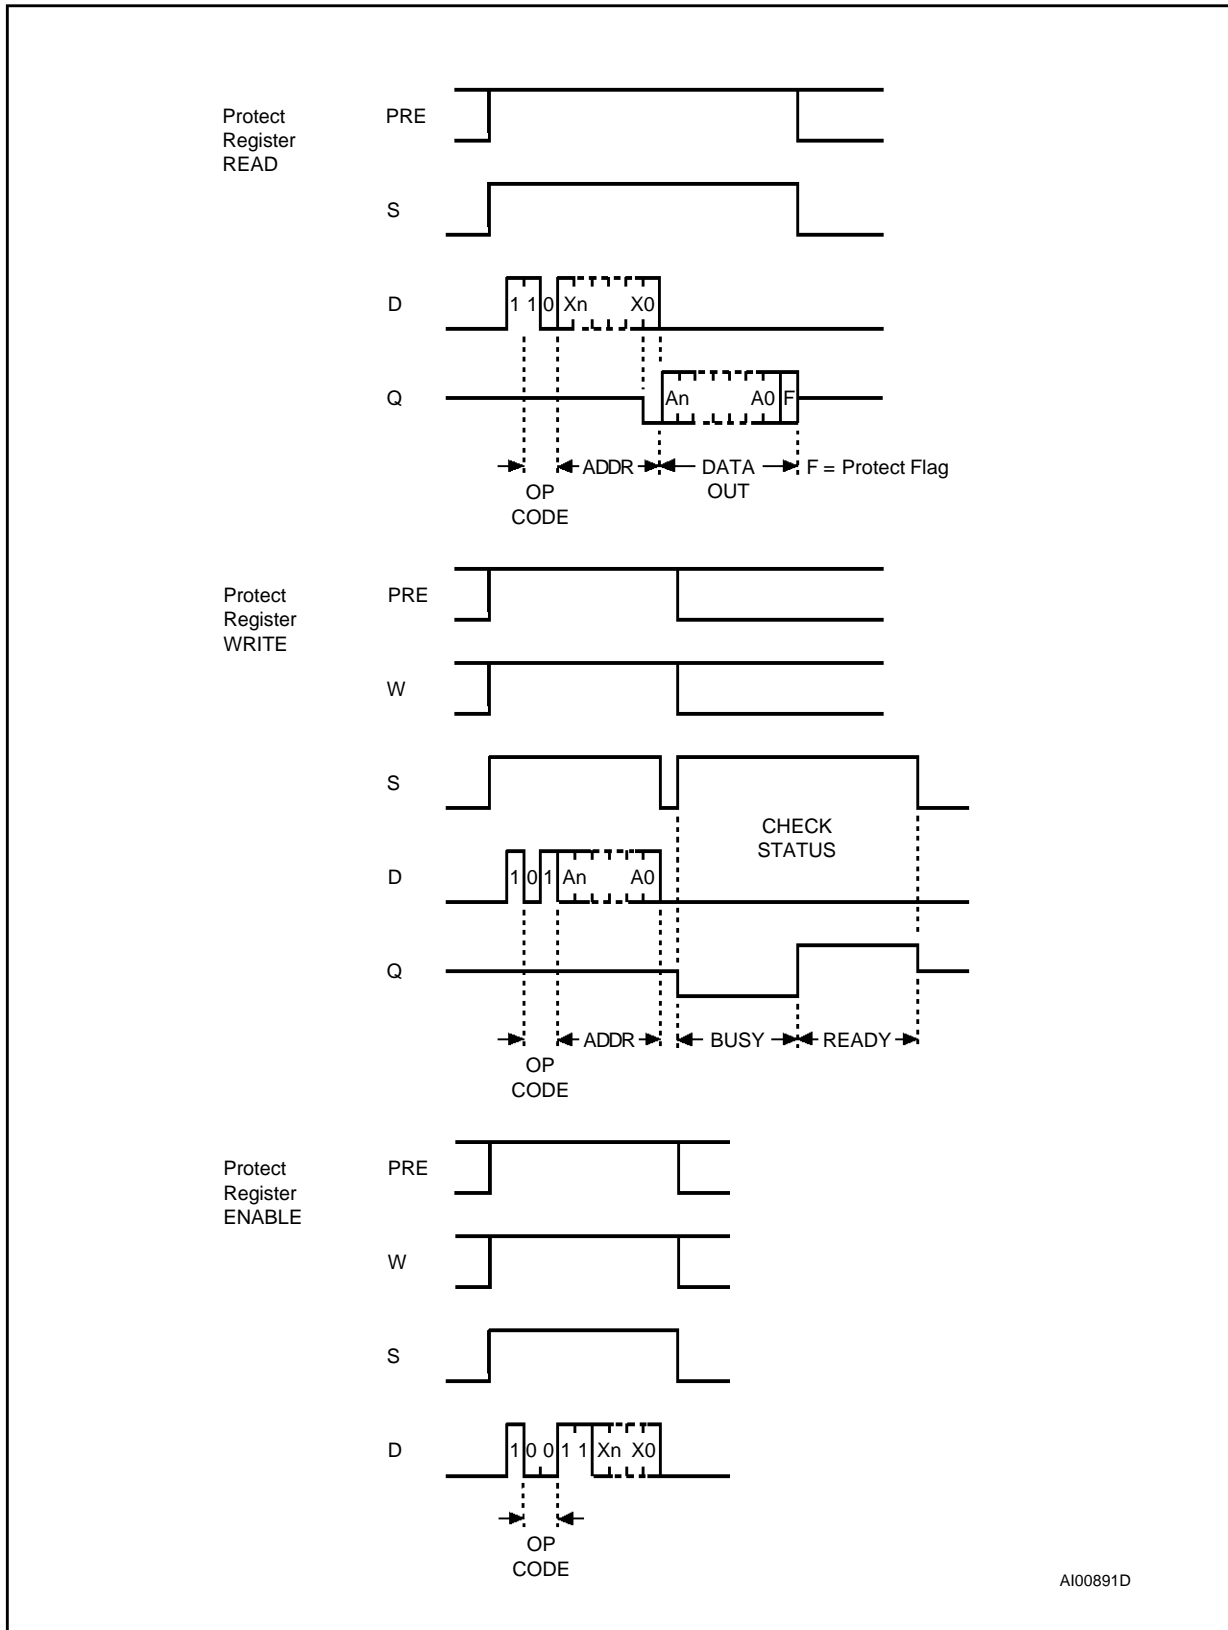 Protect
Register
READ
PRE
S
D
1 1 0 Xn X0
Q
An A0 F
ADDR DATA OUT F = Protect Flag
OP
CODE
Protect
Register
WRITE
PRE
W
S
CHECK
STATUS
D
1 0 1 An A0
Q
ADDR BUSY READY
OP
CODE
Protect
Register
ENABLE
PRE
W
S
D
1 0 0 1 1 Xn X0
OP
CODE
AI00891D